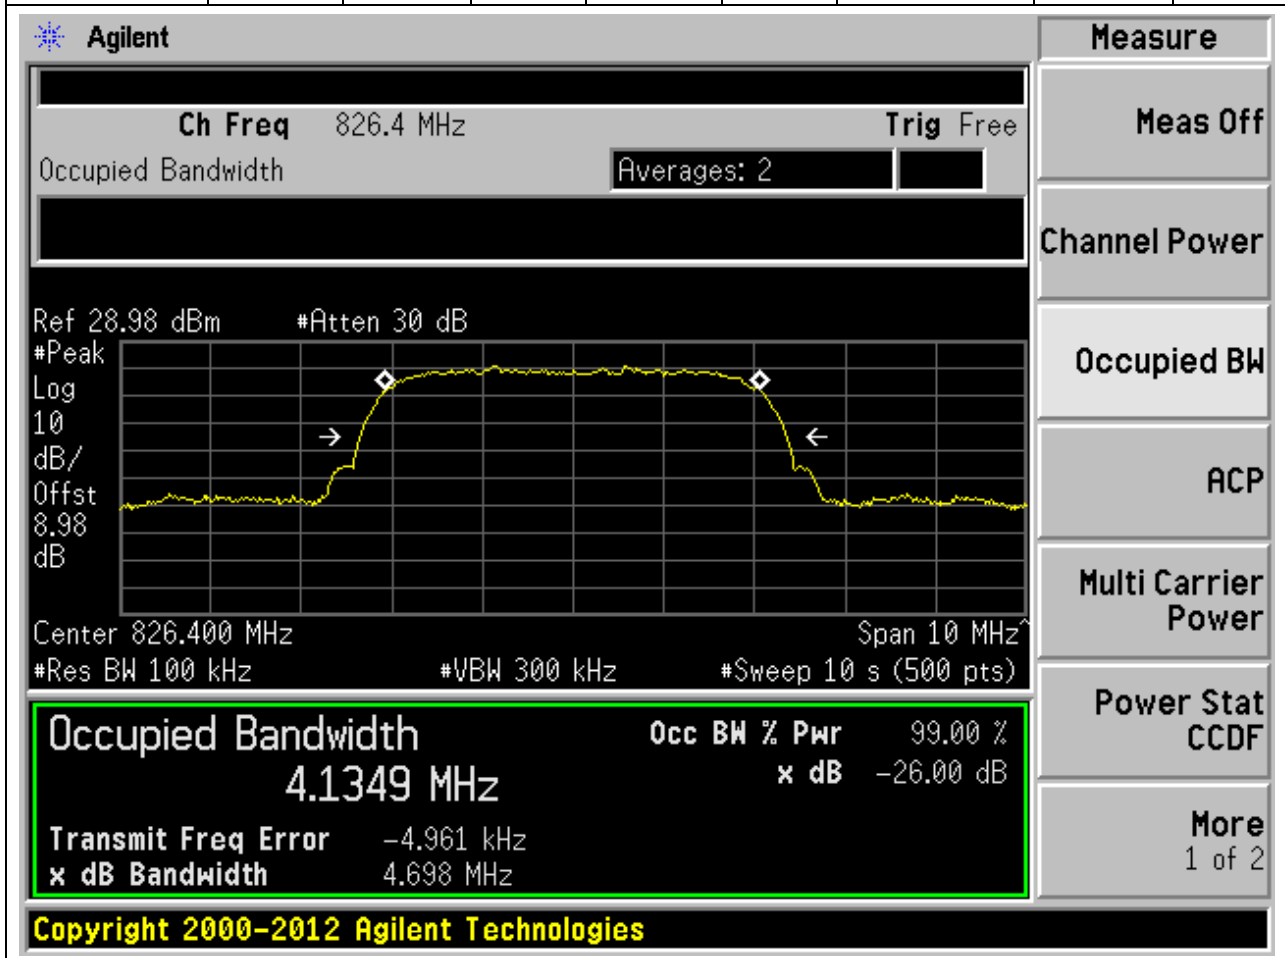 Agilent
Measure
Ch Freq 826.4 MHz Trig Free
Occupied Bandwidth Averages: 2
Meas Off
Channel Power
Occupied BW
ACP
Multi Carrier
Power
Power Stat
CCDF
More
1 of 2
Ref 28.98 dBm #Atten 30 dB
#Peak
Log
10
dB/
Offst
8.98
dB
Center 826.400 MHz Span 10 MHz^
#Res BW 100 kHz #VBW 300 kHz #Sweep 10 s (500 pts)
Occupied Bandwidth Occ BW % Pwr 99.00 %
4.1349 MHz x dB -26.00 dB
Transmit Freq Error -4.961 kHz
x dB Bandwidth 4.698 MHz
Copyright 2000-2012 Agilent Technologies